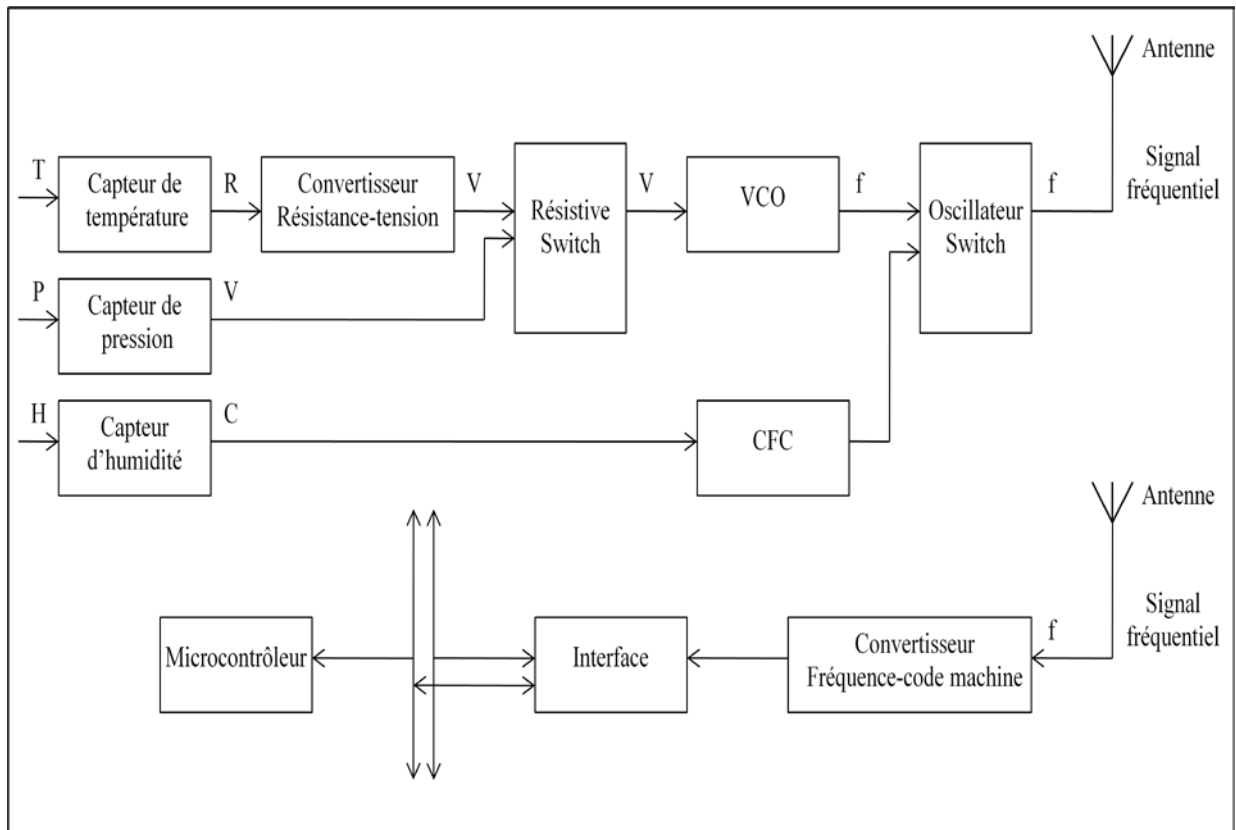 Antenne
Signal
fréquentiel
T
Capteur de
température
R
Convertisseur
Résistance-tension
V
Résistive
Switch
V
VCO
f
Oscillateur
Switch
f
P
Capteur de
pression
V
H
Capteur
d’humidité
C
CFC
Antenne
Signal
fréquentiel
Microcontrôleur
Interface
Convertisseur
Fréquence-code machine
f